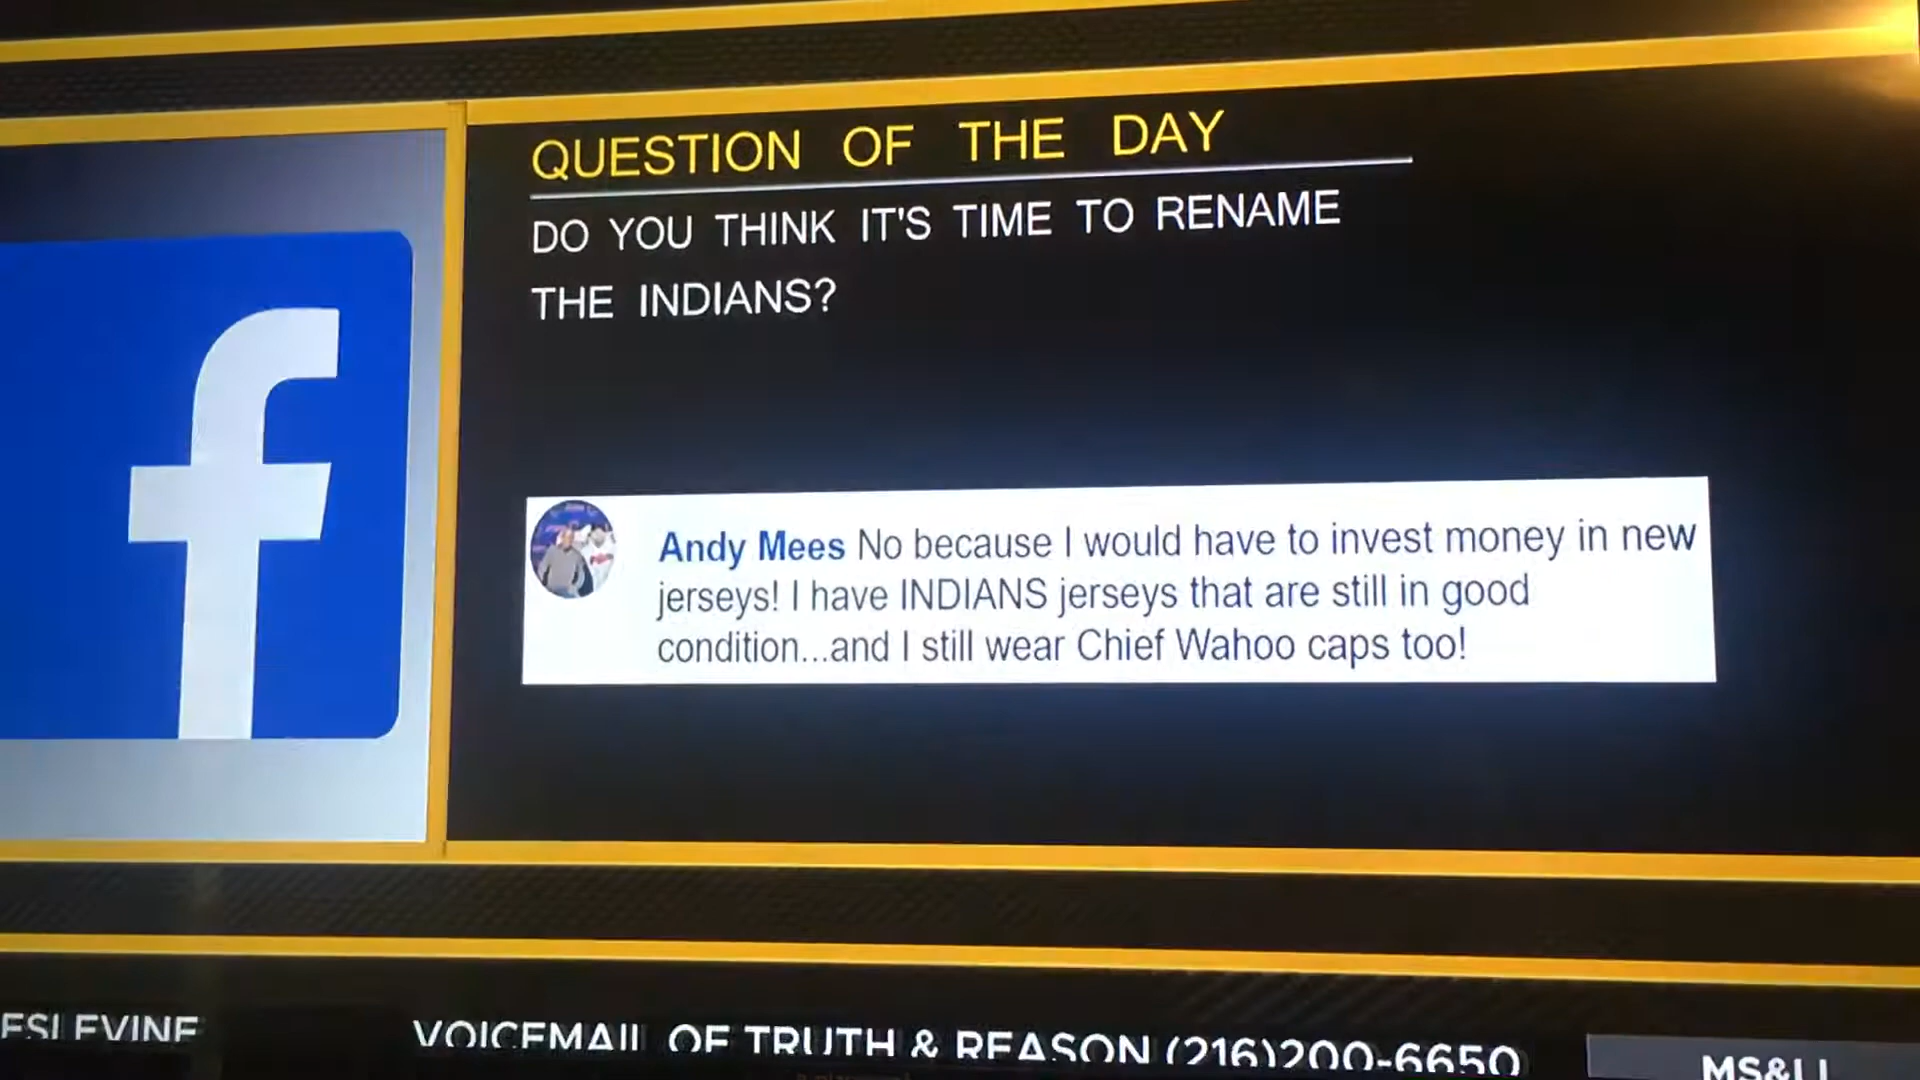 QUESTION OF THE DAY
DO YOU THINK IT'S TIME TO RENAME
THE INDIANS?
f
Andy Mees No because I would have to invest money in new
jerseys! I have INDIANS jerseys that are still in good
condition...and I still wear Chief Wahoo caps too!
ESLEVINE
VOICEMAIL OF TRUTH & REASON (216)200-6650